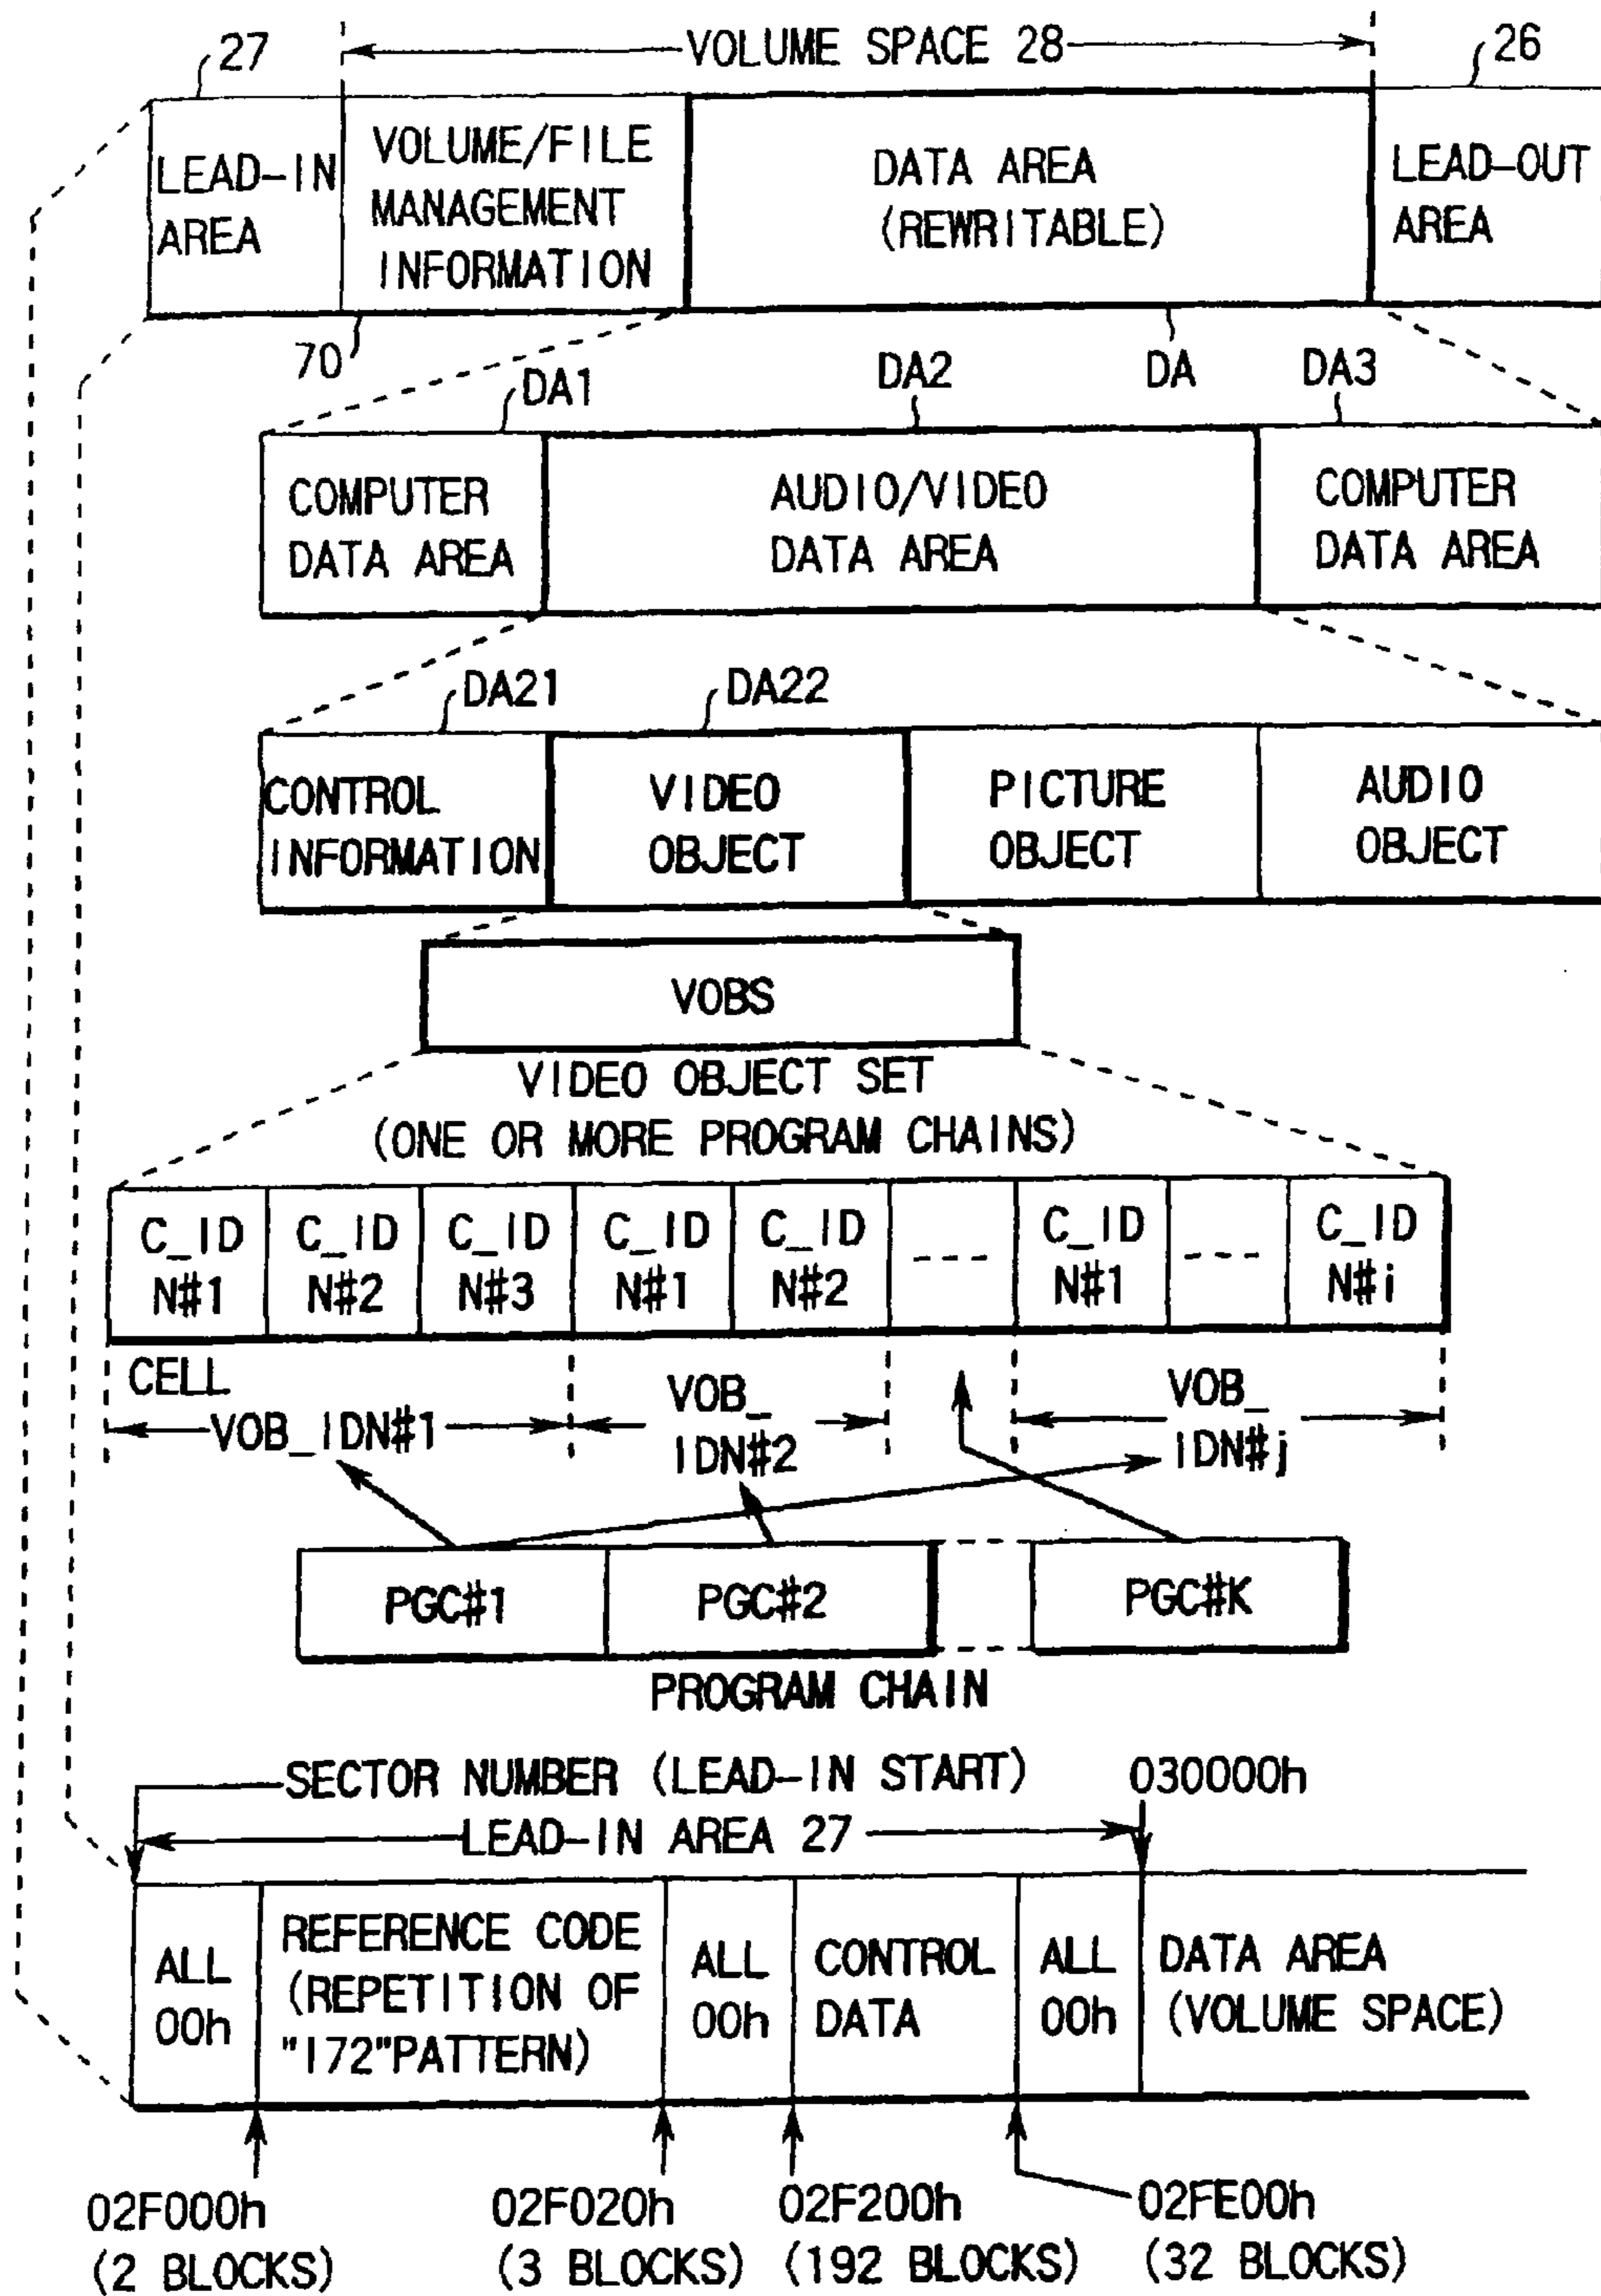 27
VOLUME SPACE 28
26
LEAD-IN
AREA
VOLUME/FILE
MANAGEMENT
INFORMATION
DATA AREA
(REWRITABLE)
LEAD-OUT
AREA
70
DA1
DA2
DA
DA3
COMPUTER
DATA AREA
AUDIO/VIDEO
DATA AREA
COMPUTER
DATA AREA
DA21
DA22
CONTROL
INFORMATION
VIDEO
OBJECT
PICTURE
OBJECT
AUDIO
OBJECT
VOBS
VIDEO OBJECT SET
(ONE OR MORE PROGRAM CHAINS)
C_ID
N#1
C_ID
N#2
C_ID
N#3
C_ID
N#1
C_ID
N#2
C_ID
N#1
C_ID
N#i
CELL
VOB_IDN#1
VOB_
IDN#2
VOB_
IDN#j
PGC#1
PGC#2
PGC#K
PROGRAM CHAIN
SECTOR NUMBER (LEAD-IN START)
030000h
LEAD-IN AREA 27
ALL
00h
REFERENCE CODE
(REPETITION OF
"172"PATTERN)
ALL
00h
CONTROL
DATA
ALL
00h
DATA AREA
(VOLUME SPACE)
02F000h
(2 BLOCKS)
02F020h
(3 BLOCKS)
02F200h
(192 BLOCKS)
02FE00h
(32 BLOCKS)